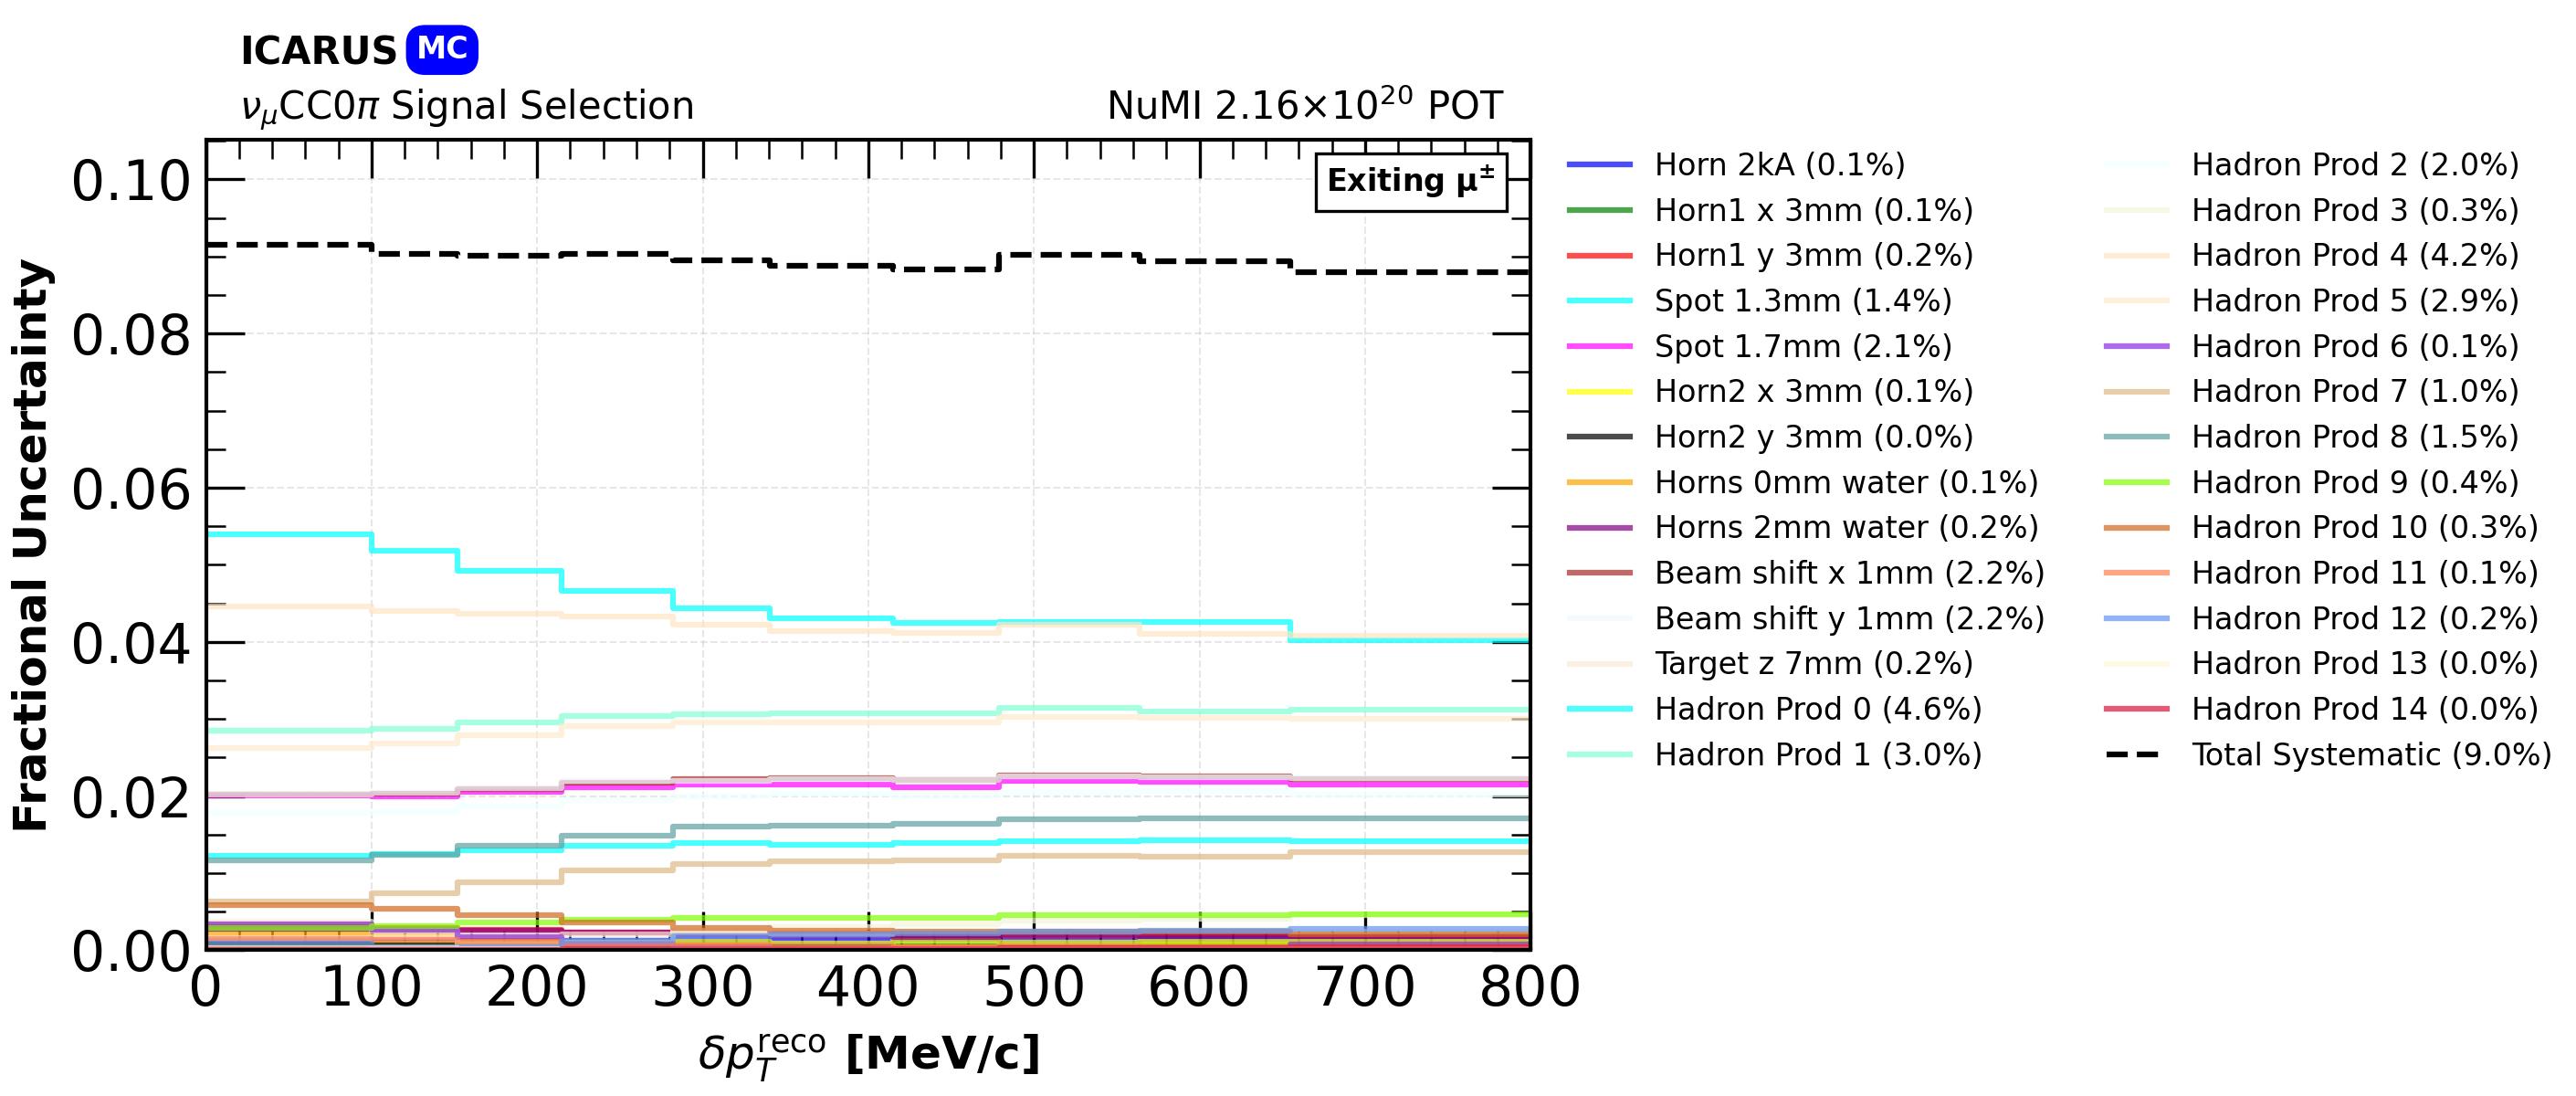 ICARUS MC
νμCC0π Signal Selection
NuMI 2.16×10²⁰ POT
Exiting μ±
Fractional Uncertainty
0.10
0.08
0.06
0.04
0.02
0.00
0 100 200 300 400 500 600 700 800
δp_T^reco [MeV/c]
Horn 2kA (0.1%)
Horn1 x 3mm (0.1%)
Horn1 y 3mm (0.2%)
Spot 1.3mm (1.4%)
Spot 1.7mm (2.1%)
Horn2 x 3mm (0.1%)
Horn2 y 3mm (0.0%)
Horns 0mm water (0.1%)
Horns 2mm water (0.2%)
Beam shift x 1mm (2.2%)
Beam shift y 1mm (2.2%)
Target z 7mm (0.2%)
Hadron Prod 0 (4.6%)
Hadron Prod 1 (3.0%)
Hadron Prod 2 (2.0%)
Hadron Prod 3 (0.3%)
Hadron Prod 4 (4.2%)
Hadron Prod 5 (2.9%)
Hadron Prod 6 (0.1%)
Hadron Prod 7 (1.0%)
Hadron Prod 8 (1.5%)
Hadron Prod 9 (0.4%)
Hadron Prod 10 (0.3%)
Hadron Prod 11 (0.1%)
Hadron Prod 12 (0.2%)
Hadron Prod 13 (0.0%)
Hadron Prod 14 (0.0%)
Total Systematic (9.0%)